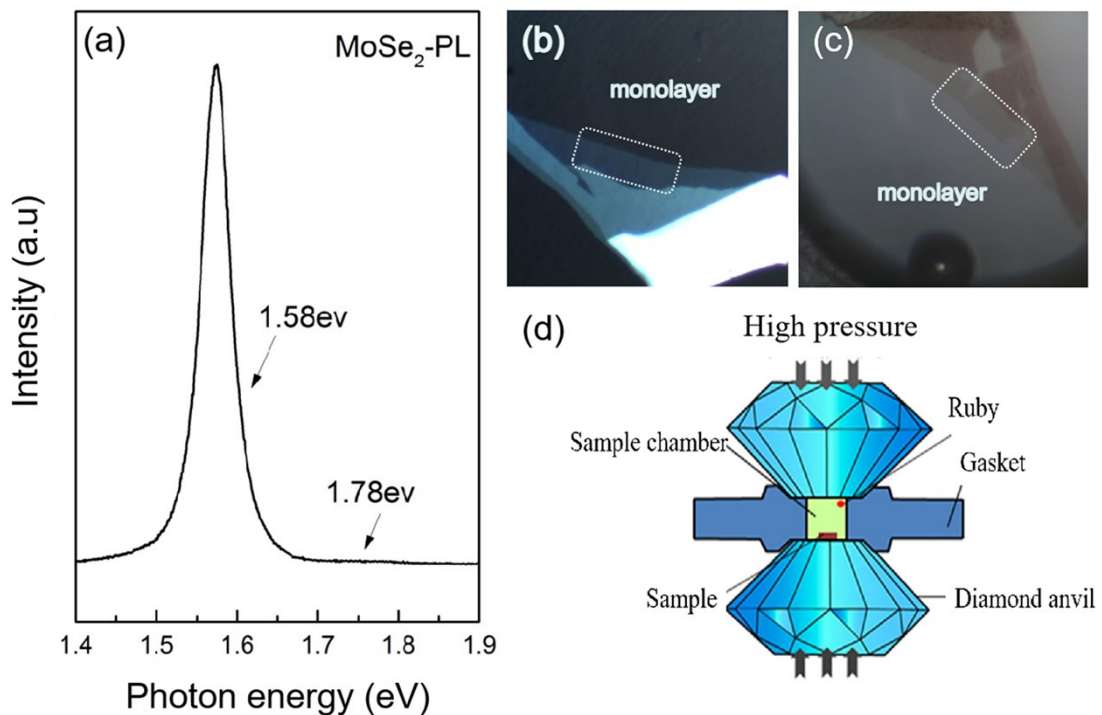 (a)
MoSe₂-PL
1.58ev
1.78ev
Intensity (a.u)
1.4 1.5 1.6 1.7 1.8 1.9
Photon energy (eV)
(b)
monolayer
(c)
monolayer
(d)
High pressure
Sample chamber
Ruby
Gasket
Sample
Diamond anvil